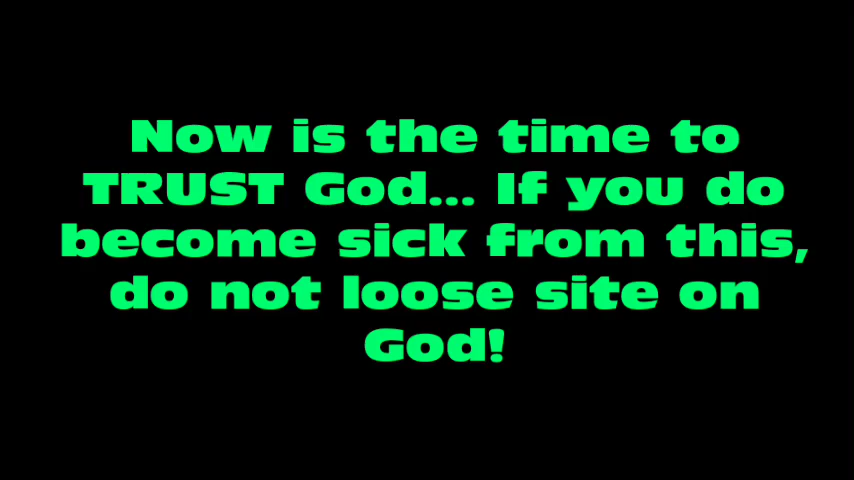 Now is the time to
TRUST God... If you do
become sick from this,
do not loose site on
God!